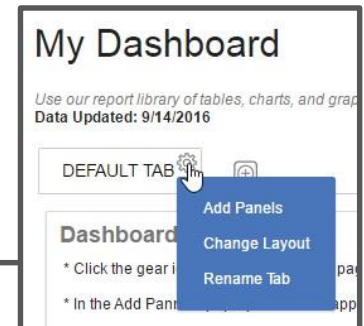 My Dashboard
Use our report library of tables, charts, and grap
Data Updated: 9/14/2016
DEFAULT TAB
Add Panels
Change Layout
Rename Tab
Dashboard
* Click the gear i
* In the Add Pann